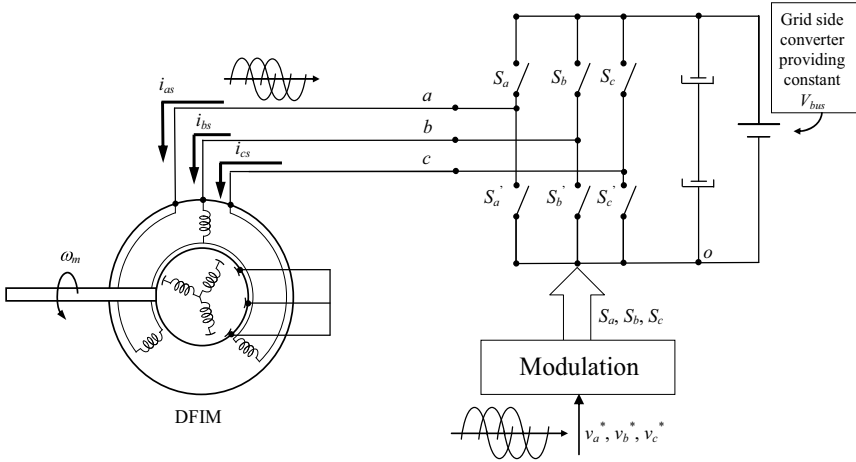 Grid side
converter
providing
constant
V_bus
i_as
S_a
S_b
S_c
a
i_bs
b
i_cs
c
S_a'
S_b'
S_c'
ω_m
o
S_a, S_b, S_c
Modulation
DFIM
v_a*, v_b*, v_c*